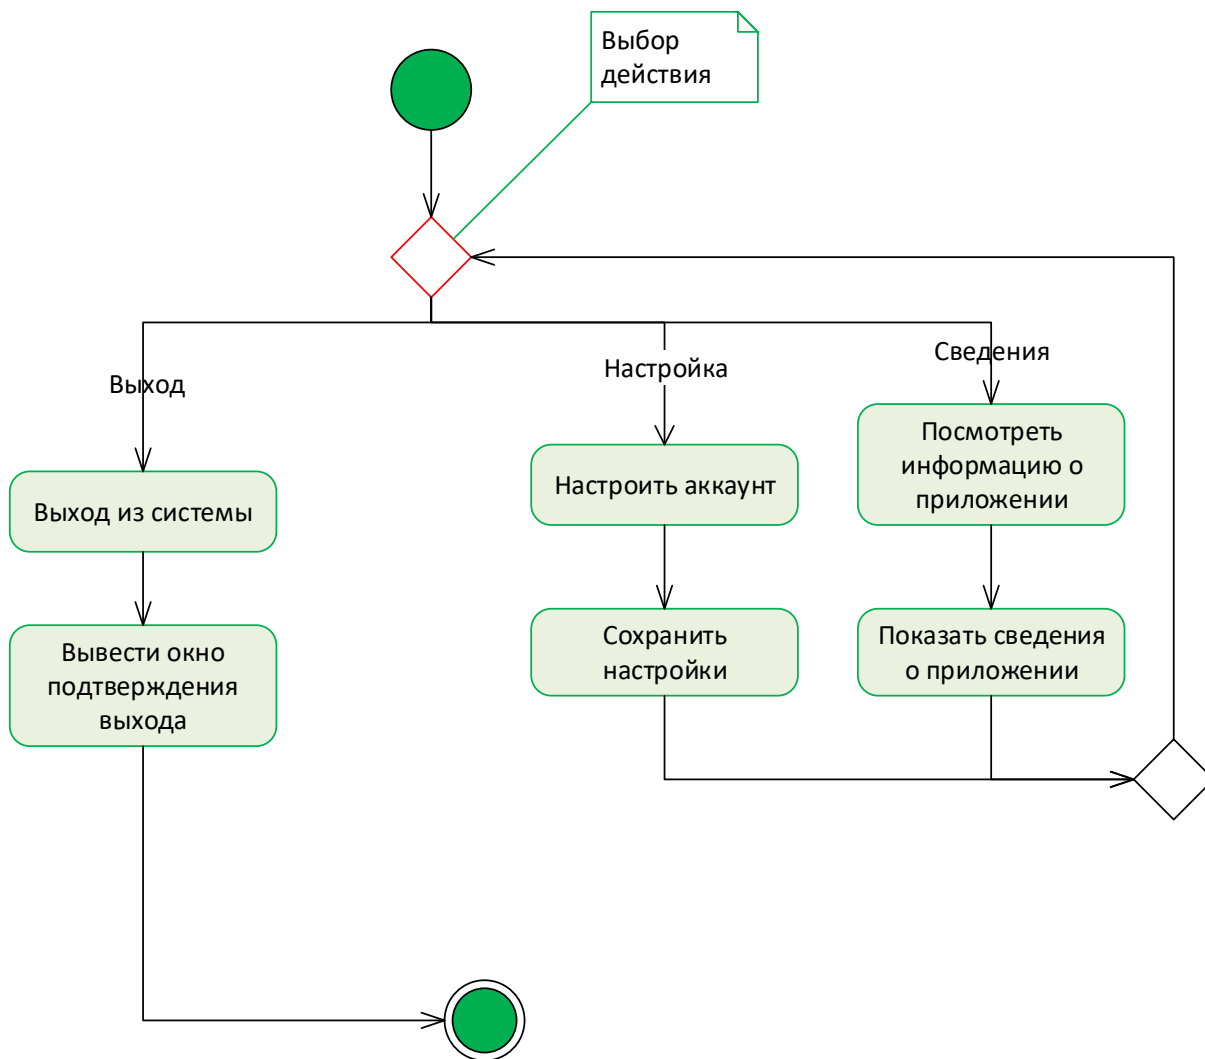 Выбор
действия
Выход
Настройка
Сведения
Выход из системы
Настроить аккаунт
Посмотреть
информацию о
приложении
Вывести окно
подтверждения
выхода
Сохранить
настройки
Показать сведения
о приложении